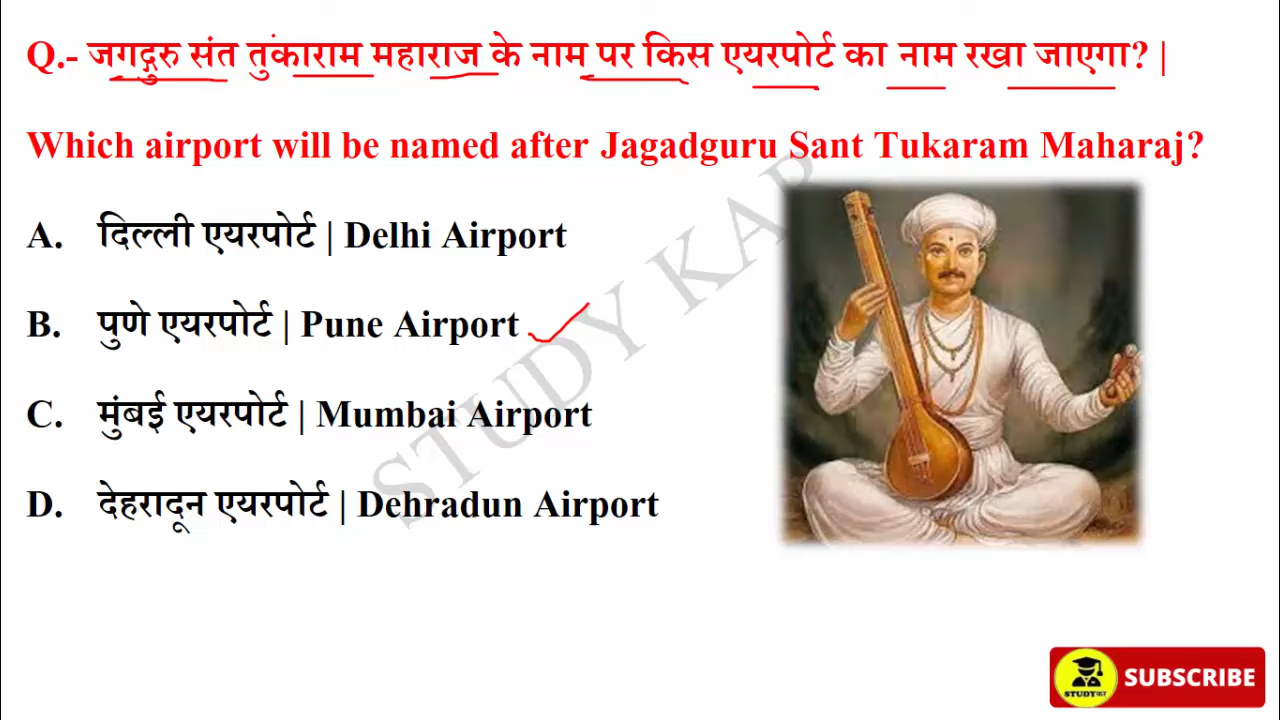 Q.- जगद्गुरु संत तुकाराम महाराज के नाम पर किस एयरपोर्ट का नाम रखा जाएगा? |
Which airport will be named after Jagadguru Sant Tukaram Maharaj?
A. दिल्ली एयरपोर्ट | Delhi Airport
B. पुणे एयरपोर्ट | Pune Airport
C. मुंबई एयरपोर्ट | Mumbai Airport
D. देहरादून एयरपोर्ट | Dehradun Airport
STUDY KAR
STUDYकर
SUBSCRIBE